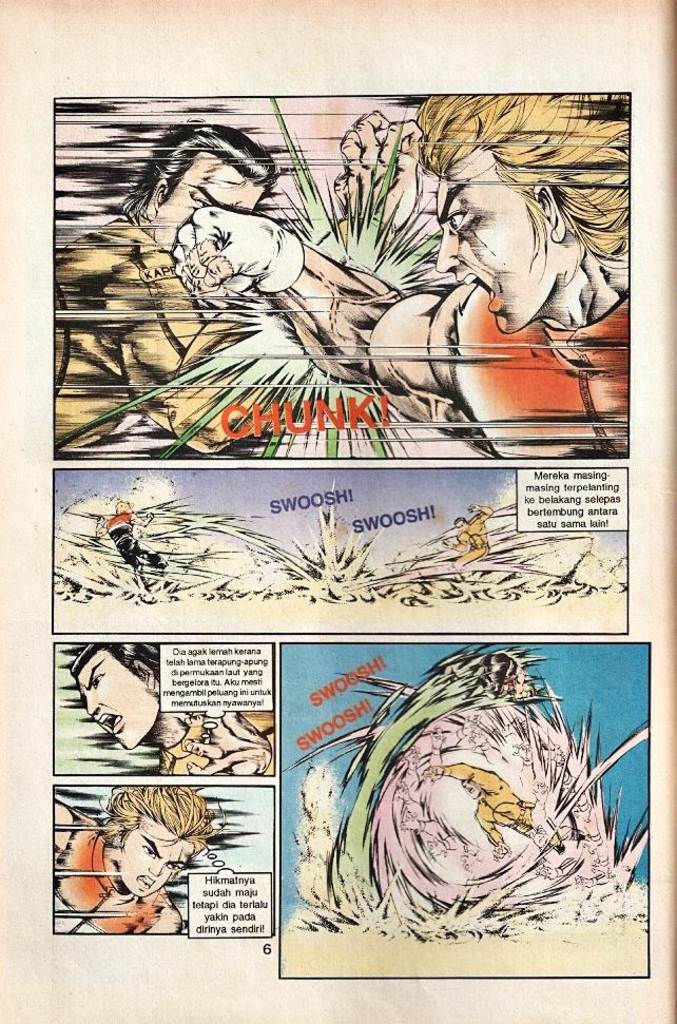 KAPP
CHUNK!
SWOOSH!
SWOOSH!
Mereka masing-
masing terpelanting
ke belakang selepas
bertembung antara
satu sama lain!
Dia agak lemah kerana
telah lama terapung-apung
di permukaan laut yang
bergelora itu. Aku mesti
mengambil peluang ini untuk
memutuskan nyawanya!
SWOOSH!
SWOOSH!
Hikmatnya
sudah maju
tetapi dia terlalu
yakin pada
dirinya sendiri!
6